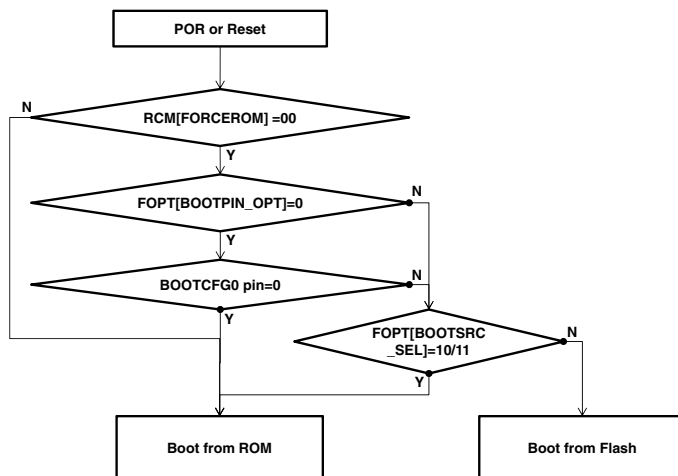 POR or Reset
N
RCM[FORCEROM] =00
Y
N
FOPT[BOOTPIN_OPT]=0
Y
BOOTCFG0 pin=0
N
Y
FOPT[BOOTSRC
_SEL]=10/11
N
Y
Boot from ROM
Boot from Flash